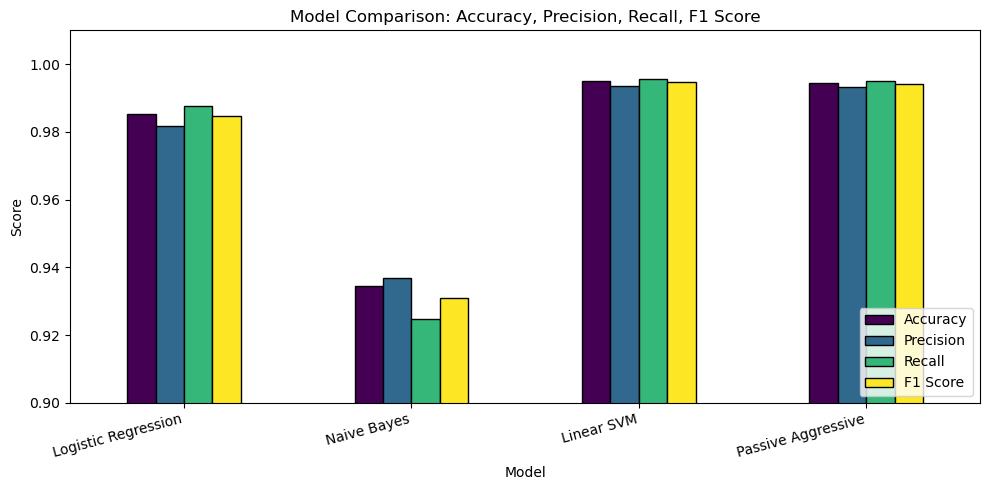 Model Comparison: Accuracy, Precision, Recall, F1 Score
Score
1.00
0.98
0.96
0.94
0.92
0.90
Accuracy
Precision
Recall
F1 Score
Logistic Regression
Naive Bayes
Linear SVM
Passive Aggressive
Model